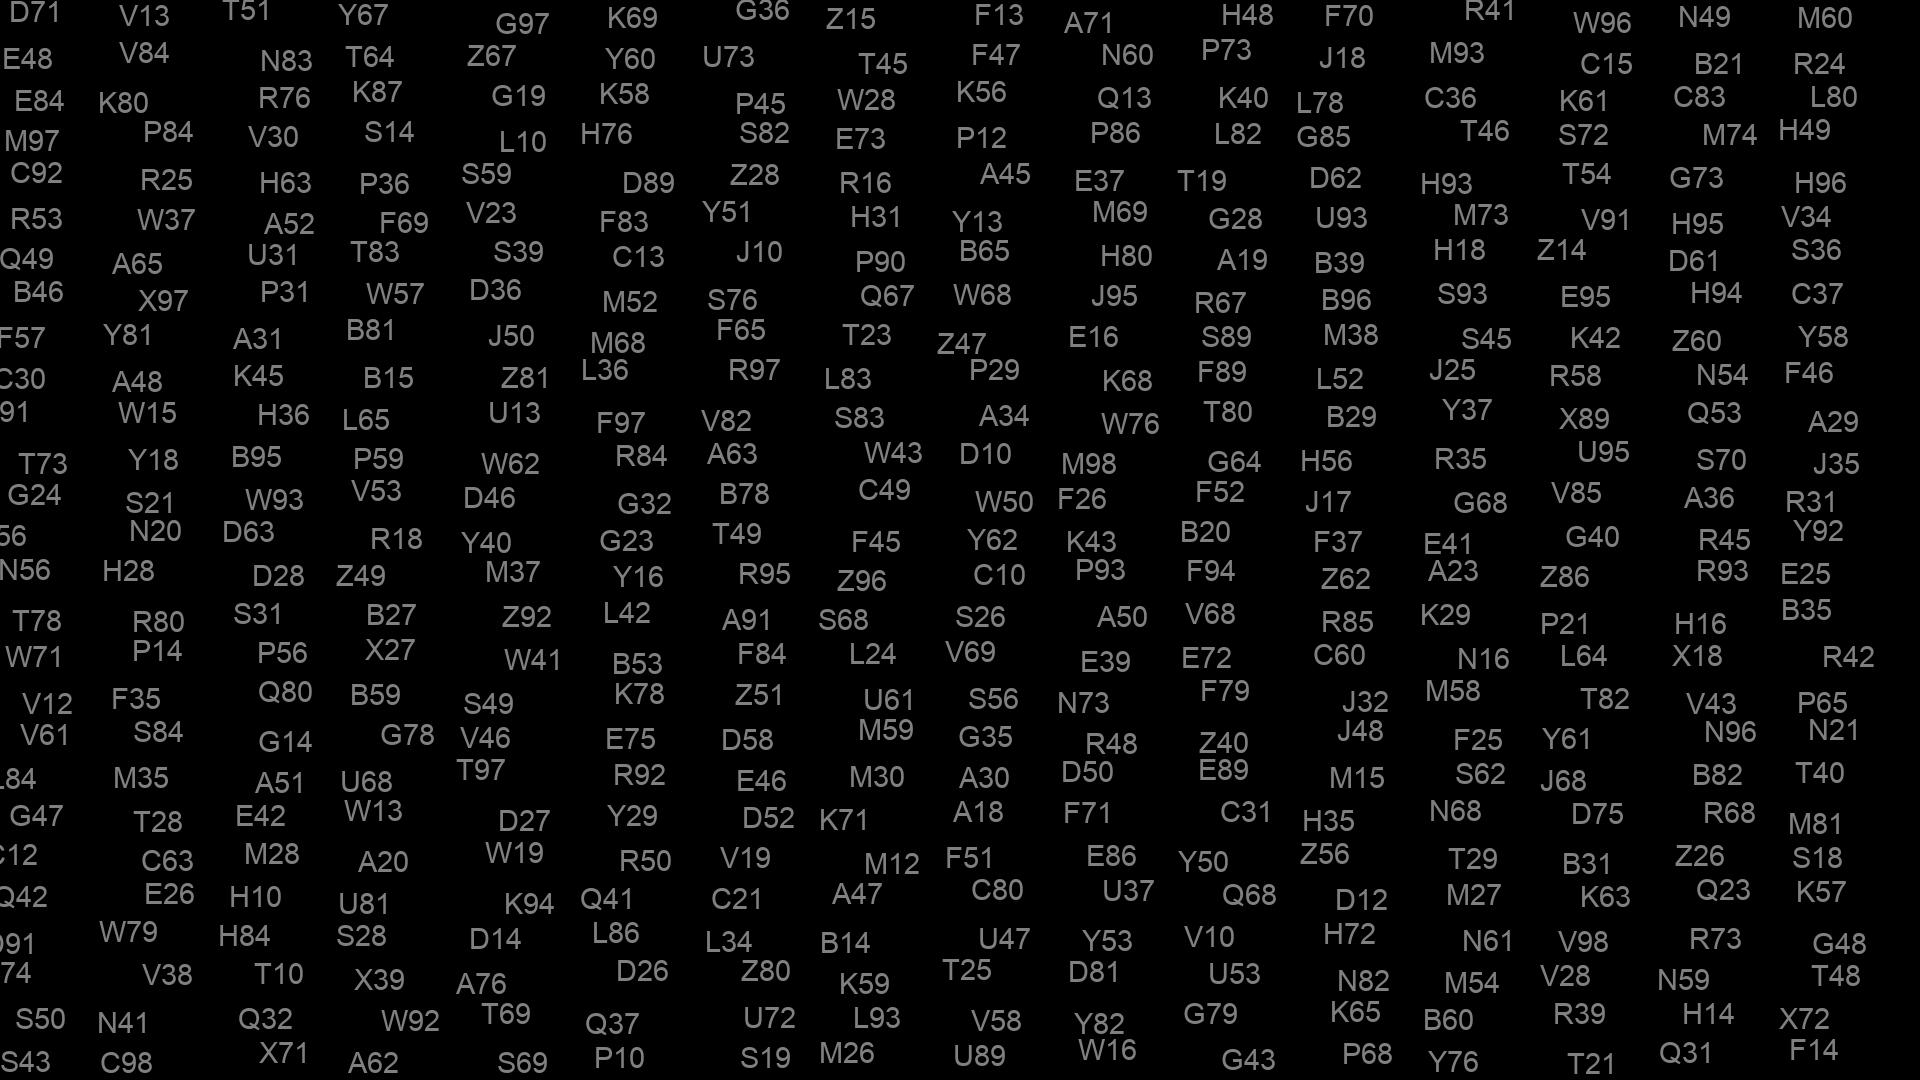 D71 V13 T51 Y67 G97 K69 G36 Z15 F13 A71 H48 F70 R41 W96 N49 M60
E48 V84 N83 T64 Z67 Y60 U73 T45 F47 N60 P73 J18 M93 C15 B21 R24
E84 K80 R76 K87 G19 K58 P45 W28 K56 Q13 K40 L78 C36 K61 C83 L80
M97 P84 V30 S14 L10 H76 S82 E73 P12 P86 L82 G85 T46 S72 M74 H49
C92 R25 H63 P36 S59 D89 Z28 R16 A45 E37 T19 D62 H93 T54 G73 H96
R53 W37 A52 F69 V23 F83 Y51 H31 Y13 M69 G28 U93 M73 V91 H95 V34
Q49 A65 U31 T83 S39 C13 J10 P90 B65 H80 A19 B39 H18 Z14 D61 S36
B46 X97 P31 W57 D36 M52 S76 Q67 W68 J95 R67 B96 S93 E95 H94 C37
F57 Y81 A31 B81 J50 M68 F65 T23 Z47 E16 S89 M38 S45 K42 Z60 Y58
C30 A48 K45 B15 Z81 L36 R97 L83 P29 K68 F89 L52 J25 R58 N54 F46
91 W15 H36 L65 U13 F97 V82 S83 A34 W76 T80 B29 Y37 X89 Q53 A29
T73 Y18 B95 P59 W62 R84 A63 W43 D10 M98 G64 H56 R35 U95 S70 J35
G24 S21 W93 V53 D46 G32 B78 C49 W50 F26 F52 J17 G68 V85 A36 R31
56 N20 D63 R18 Y40 G23 T49 F45 Y62 K43 B20 F37 E41 G40 R45 Y92
N56 H28 D28 Z49 M37 Y16 R95 Z96 C10 P93 F94 Z62 A23 Z86 R93 E25
T78 R80 S31 B27 Z92 L42 A91 S68 S26 A50 V68 R85 K29 P21 H16 B35
W71 P14 P56 X27 W41 B53 F84 L24 V69 E39 E72 C60 N16 L64 X18 R42
V12 F35 Q80 B59 S49 K78 Z51 U61 S56 N73 F79 J32 M58 T82 V43 P65
V61 S84 G14 G78 V46 E75 D58 M59 G35 R48 Z40 J48 F25 Y61 N96 N21
L84 M35 A51 U68 T97 R92 E46 M30 A30 D50 E89 M15 S62 J68 B82 T40
G47 T28 E42 W13 D27 Y29 D52 K71 A18 F71 C31 H35 N68 D75 R68 M81
C12 C63 M28 A20 W19 R50 V19 M12 F51 E86 Y50 Z56 T29 B31 Z26 S18
Q42 E26 H10 U81 K94 Q41 C21 A47 C80 U37 Q68 D12 M27 K63 Q23 K57
91 W79 H84 S28 D14 L86 L34 B14 U47 Y53 V10 H72 N61 V98 R73 G48
74 V38 T10 X39 A76 D26 Z80 K59 T25 D81 U53 N82 M54 V28 N59 T48
S50 N41 Q32 W92 T69 Q37 U72 L93 V58 Y82 G79 K65 B60 R39 H14 X72
S43 C98 X71 A62 S69 P10 S19 M26 U89 W16 G43 P68 Y76 T21 Q31 F14